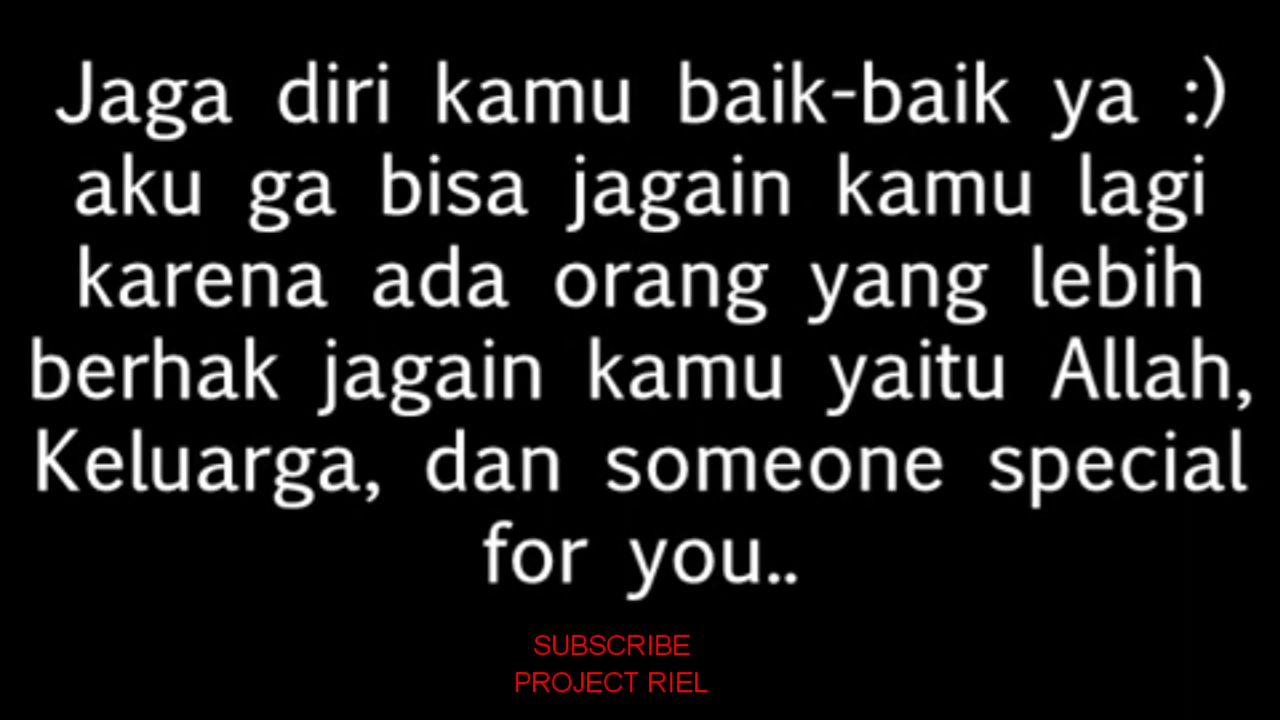 Jaga diri kamu baik-baik ya :)
aku ga bisa jagain kamu lagi
karena ada orang yang lebih
berhak jagain kamu yaitu Allah,
Keluarga, dan someone special
for you..
SUBSCRIBE
PROJECT RIEL